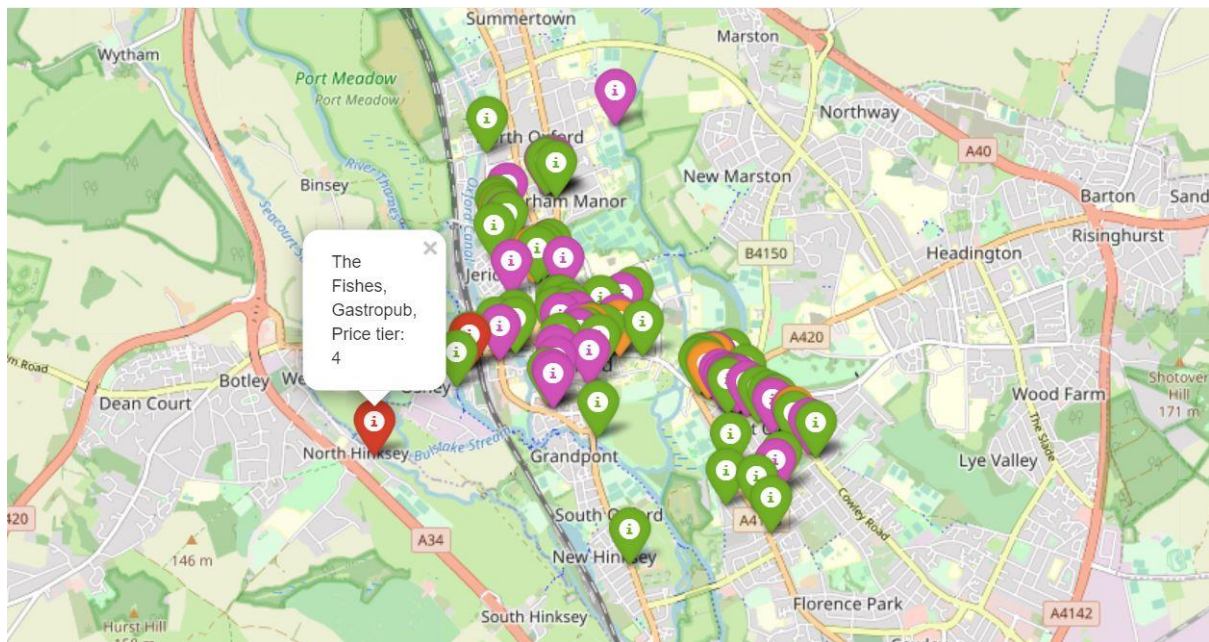 Summertown
Marston
Wytham
Port Meadow
Port Meadow
Northway
North Oxford
A40
Binsey
New Marston
Barton
River Thames
Oxford Canal
Risinghurst
B4150
Headington
The
Fishes,
Gastropub,
Price tier:
4
×
A420
Botley
Dean Court
Wood Farm
Shotover
Hill
171 m
The Slade
North Hinksey
Bulstake Stream
Grandpont
Lye Valley
Cowley Road
420
A34
146 m
New Hinksey
South Hinksey
Florence Park
A4142
Hurst Hill